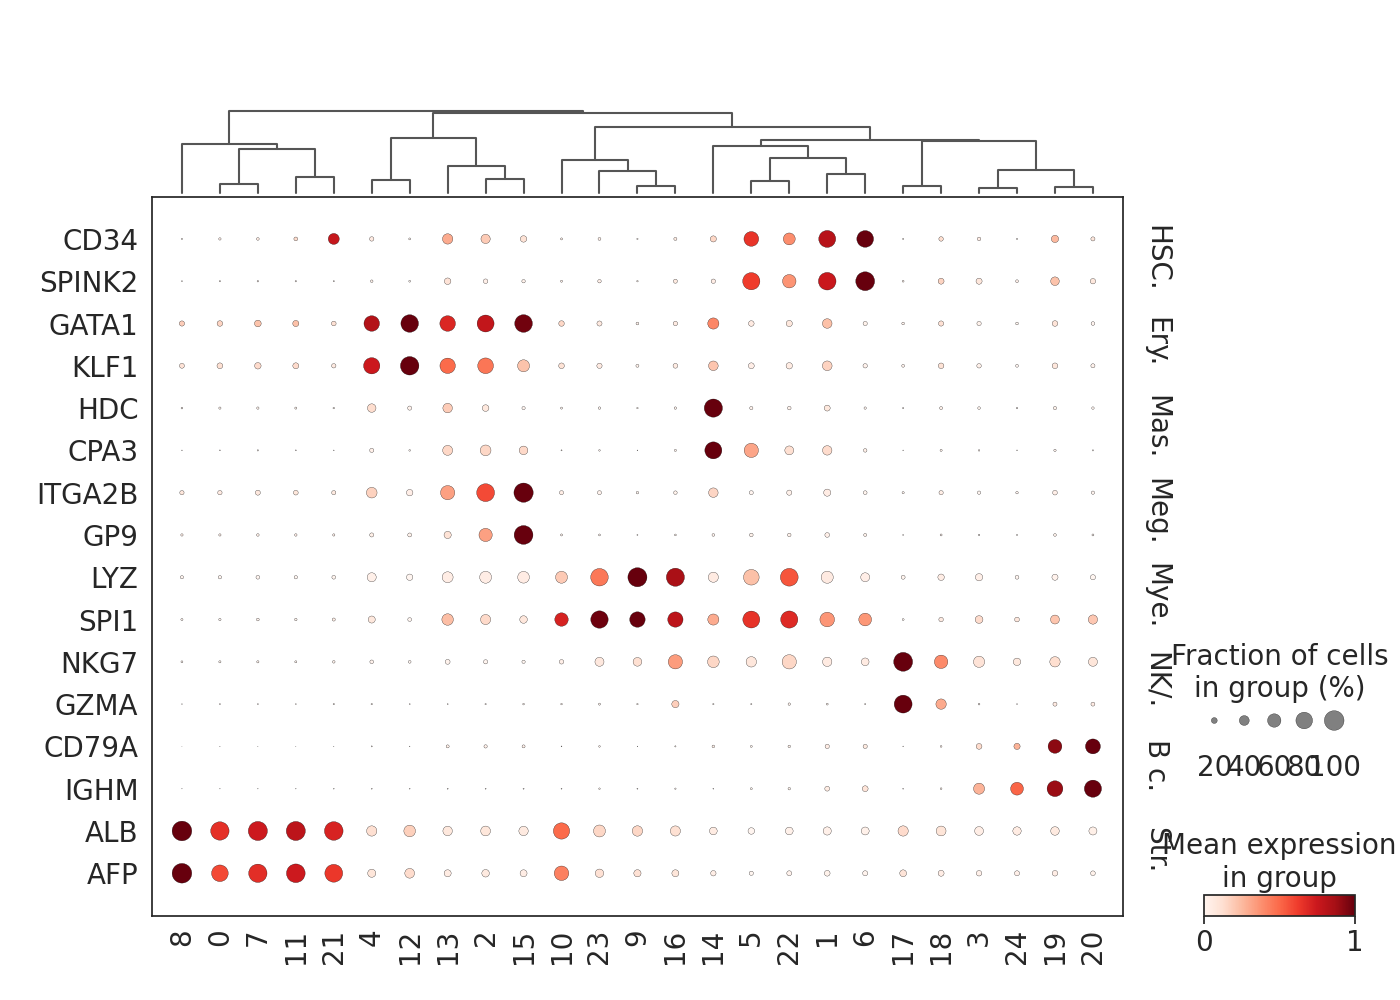 CD34
SPINK2
GATA1
KLF1
HDC
CPA3
ITGA2B
GP9
LYZ
SPI1
NKG7
GZMA
CD79A
IGHM
ALB
AFP
HSC.
Ery.
Mas.
Meg.
Mye.
NK/.
B c.
Str.
8 0 7 11 21 4 12 13 2 15 10 23 9 16 14 5 22 1 6 17 18 3 24 19 20
Fraction of cells
in group (%)
20 40 60 80 100
Mean expression
in group
0 1